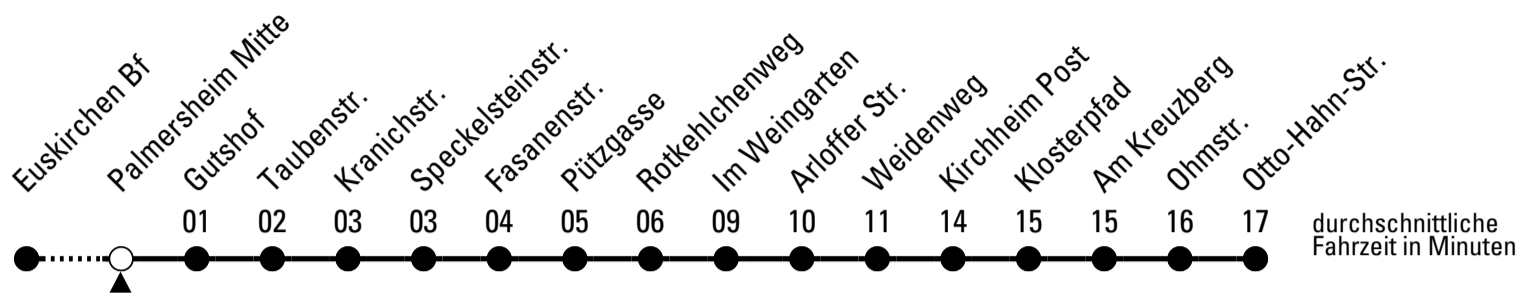 Euskirchen Bf
Palmersheim Mitte
Gutshof
Taubenstr.
Kranichstr.
Speckelsteinstr.
Fasanenstr.
Pützgasse
Rotkehlchenweg
Im Weingarten
Arloffer Str.
Weidenweg
Kirchheim Post
Klosterpfad
Am Kreuzberg
Ohmstr.
Otto-Hahn-Str.
01 02 03 03 04 05 06 09 10 11 14 15 15 16 17
durchschnittliche
Fahrzeit in Minuten